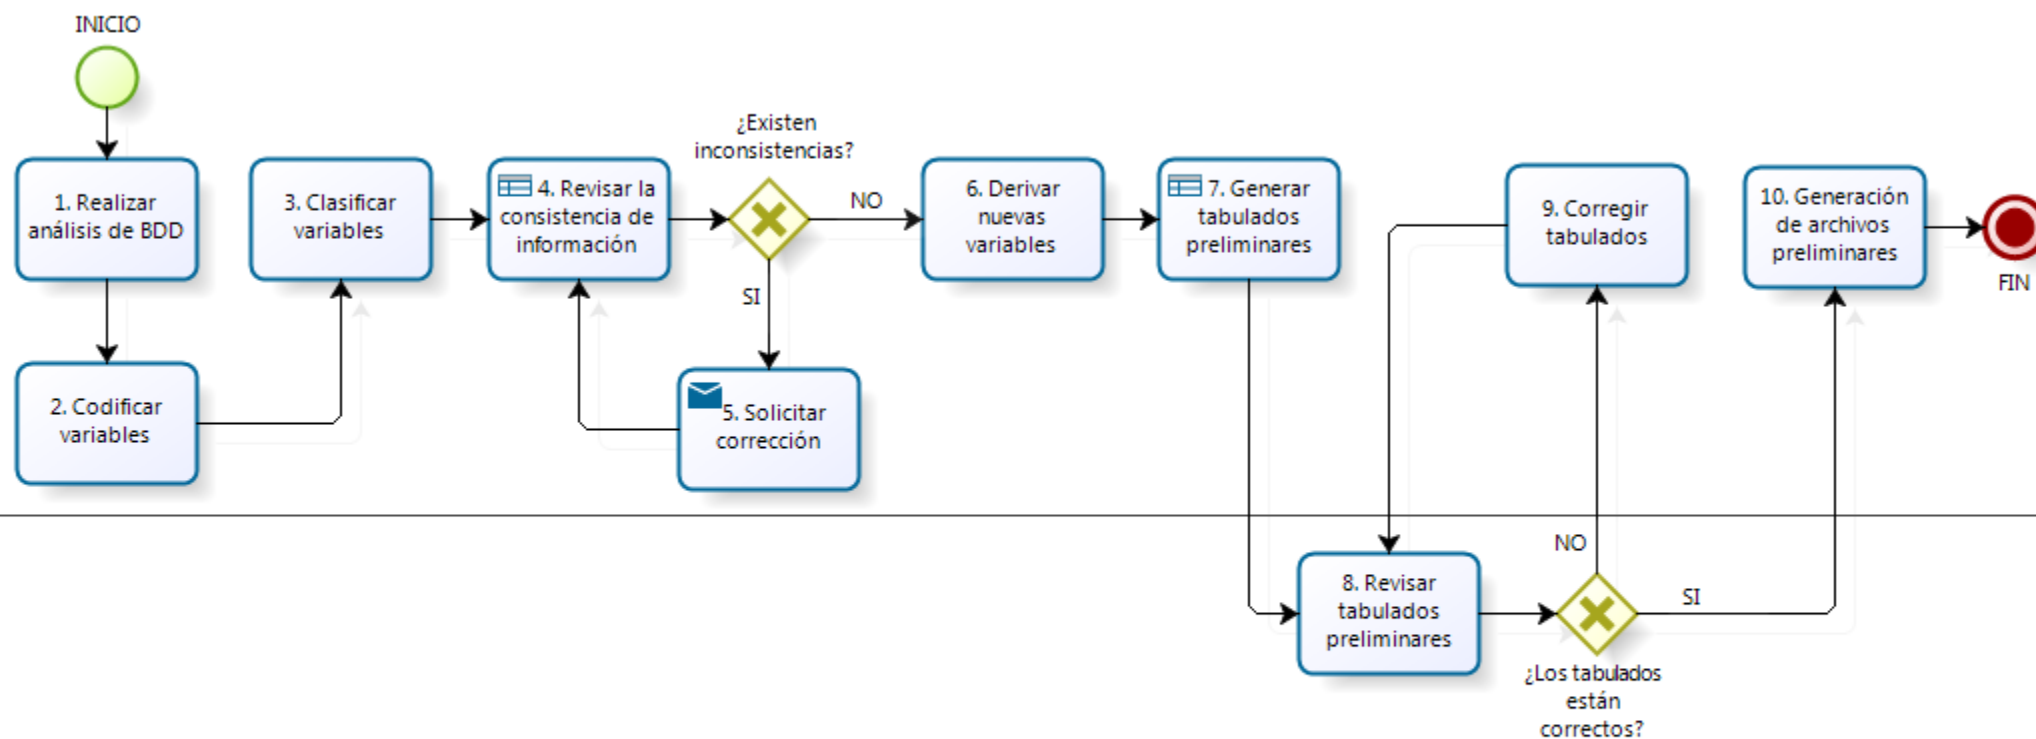 INICIO
1. Realizar
análisis de BDD
2. Codificar
variables
3. Clasificar
variables
4. Revisar la
consistencia de
información
¿Existen
inconsistencias?
NO
SI
5. Solicitar
corrección
6. Derivar
nuevas
variables
7. Generar
tabulados
preliminares
8. Revisar
tabulados
preliminares
¿Los tabulados
están
correctos?
NO
SI
9. Corregir
tabulados
10. Generación
de archivos
preliminares
FIN